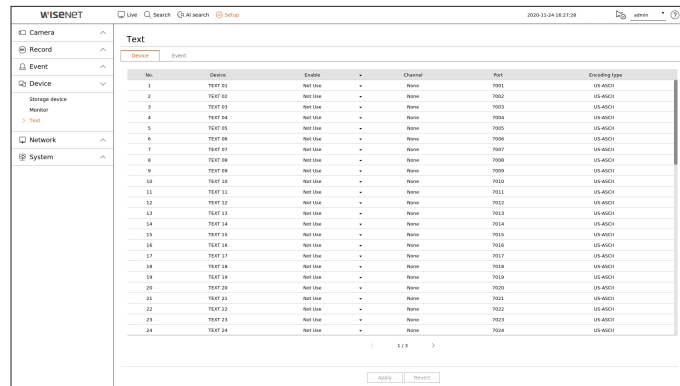 WISENET
Live Search AI search Setup 2020-11-24 16:27:28 admin ?
Camera
Record
Event
Device
Storage device
Monitor
> Text
Network
System
Text
Device Event
No. Device Enable Channel Port Encoding type
1 TEXT 01 Not Use None 7001 US-ASCII
2 TEXT 02 Not Use None 7002 US-ASCII
3 TEXT 03 Not Use None 7003 US-ASCII
4 TEXT 04 Not Use None 7004 US-ASCII
5 TEXT 05 Not Use None 7005 US-ASCII
6 TEXT 06 Not Use None 7006 US-ASCII
7 TEXT 07 Not Use None 7007 US-ASCII
8 TEXT 08 Not Use None 7008 US-ASCII
9 TEXT 09 Not Use None 7009 US-ASCII
10 TEXT 10 Not Use None 7010 US-ASCII
11 TEXT 11 Not Use None 7011 US-ASCII
12 TEXT 12 Not Use None 7012 US-ASCII
13 TEXT 13 Not Use None 7013 US-ASCII
14 TEXT 14 Not Use None 7014 US-ASCII
15 TEXT 15 Not Use None 7015 US-ASCII
16 TEXT 16 Not Use None 7016 US-ASCII
17 TEXT 17 Not Use None 7017 US-ASCII
18 TEXT 18 Not Use None 7018 US-ASCII
19 TEXT 19 Not Use None 7019 US-ASCII
20 TEXT 20 Not Use None 7020 US-ASCII
21 TEXT 21 Not Use None 7021 US-ASCII
22 TEXT 22 Not Use None 7022 US-ASCII
23 TEXT 23 Not Use None 7023 US-ASCII
24 TEXT 24 Not Use None 7024 US-ASCII
< 1 / 3 >
Apply Revert